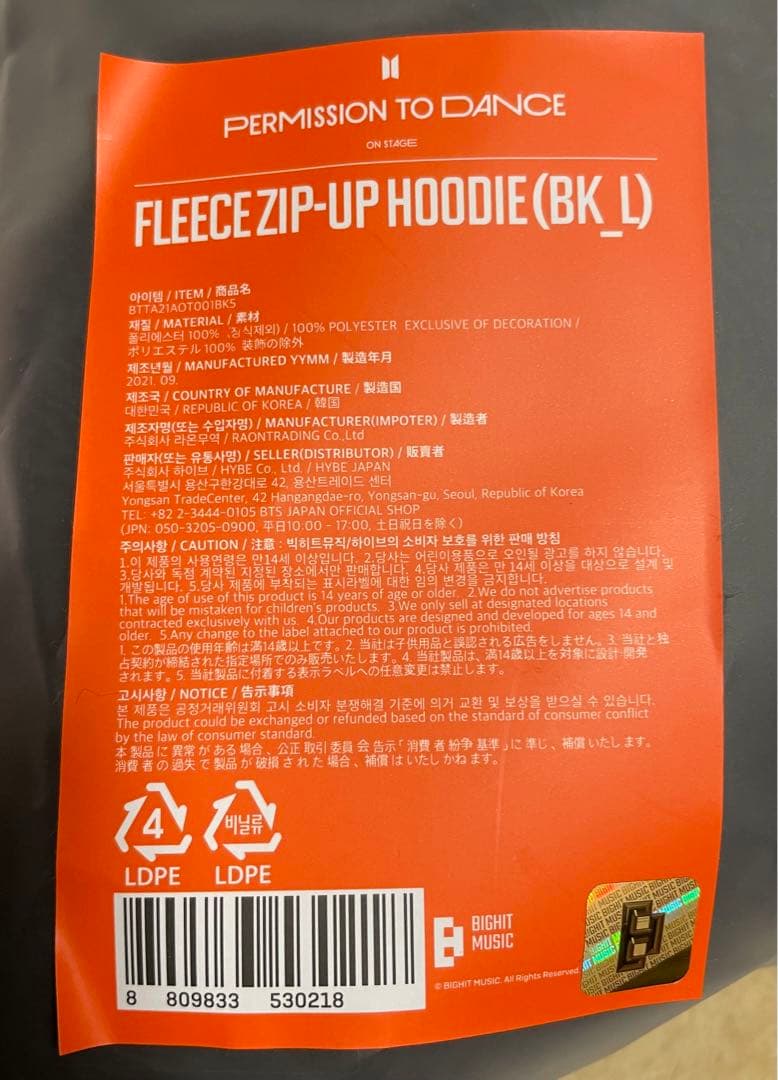 PERMISSION TO DANCE
ON STAGE
FLEECE ZIP-UP HOODIE (BK_L)
아이템 / ITEM / 商品名
BTTA21AOT001BK5
재질 / MATERIAL / 素材
폴리에스터 100% (장식제외) / 100% POLYESTER EXCLUSIVE OF DECORATION /
ポリエステル 100% 装飾の除外
제조년월 / MANUFACTURED YYMM / 製造年月
2021. 09.
제조국 / COUNTRY OF MANUFACTURE / 製造国
대한민국 / REPUBLIC OF KOREA / 韓国
제조자명(또는 수입자명) / MANUFACTURER(IMPOTER) / 製造者
주식회사 라온무역 / RAONTRADING Co.,Ltd
판매자(또는 유통사명) / SELLER(DISTRIBUTOR) / 販賣者
주식회사 하이브 / HYBE Co., Ltd. / HYBE JAPAN
서울특별시 용산구한강대로 42, 용산트레이드 센터
Yongsan TradeCenter, 42 Hangangdae-ro, Yongsan-gu, Seoul, Republic of Korea
TEL: +82 2-3444-0105 BTS JAPAN OFFICIAL SHOP
(JPN: 050-3205-0900, 平日10:00 - 17:00, 土日祝日を除く)
주의사항 / CAUTION / 注意 : 빅히트뮤직/하이브의 소비자 보호를 위한 판매 방침
1.이 제품의 사용연령은 만14세 이상입니다. 2.당사는 어린이용품으로 오인될 광고를 하지 않습니다.
3.당사와 독점 계약된 지정된 장소에서만 판매합니다. 4.당사 제품은 만 14세 이상을 대상으로 설계 및
개발됩니다. 5.당사 제품에 부착되는 표시라벨에 대한 임의 변경을 금지합니다.
1.The age of use of this product is 14 years of age or older. 2.We do not advertise products
that will be mistaken for children's products. 3.We only sell at designated locations
contracted exclusively with us. 4.Our products are designed and developed for ages 14 and
older. 5.Any change to the label attached to our product is prohibited.
1. この製品の使用年齢は満14歳以上です。2. 当社は子供用品と誤認される広告をしません。3. 当社と独
占契約が締結された指定場所でのみ販売いたします。4. 当社製品は、満14歳以上を対象に設計·開発
されます。5. 当社製品に付着する表示ラベルへの任意変更は禁止します。
고시사항 / NOTICE / 告示事項
본 제품은 공정거래위원회 고시 소비자 분쟁해결 기준에 의거 교환 및 보상을 받으실 수 있습니다.
The product could be exchanged or refunded based on the standard of consumer conflict
by the law of consumer standard.
本 製品に 異常がある場合、公正取引委員会告示「消費者紛争基準」に準じ、補償いたします。
消費者の過失で製品が破損された場合、補償はいたしかねます。
4 비닐류
LDPE LDPE
8 809833 530218
BIGHIT
MUSIC
© BIGHIT MUSIC. All Rights Reserved.
BIGHIT MUSIC